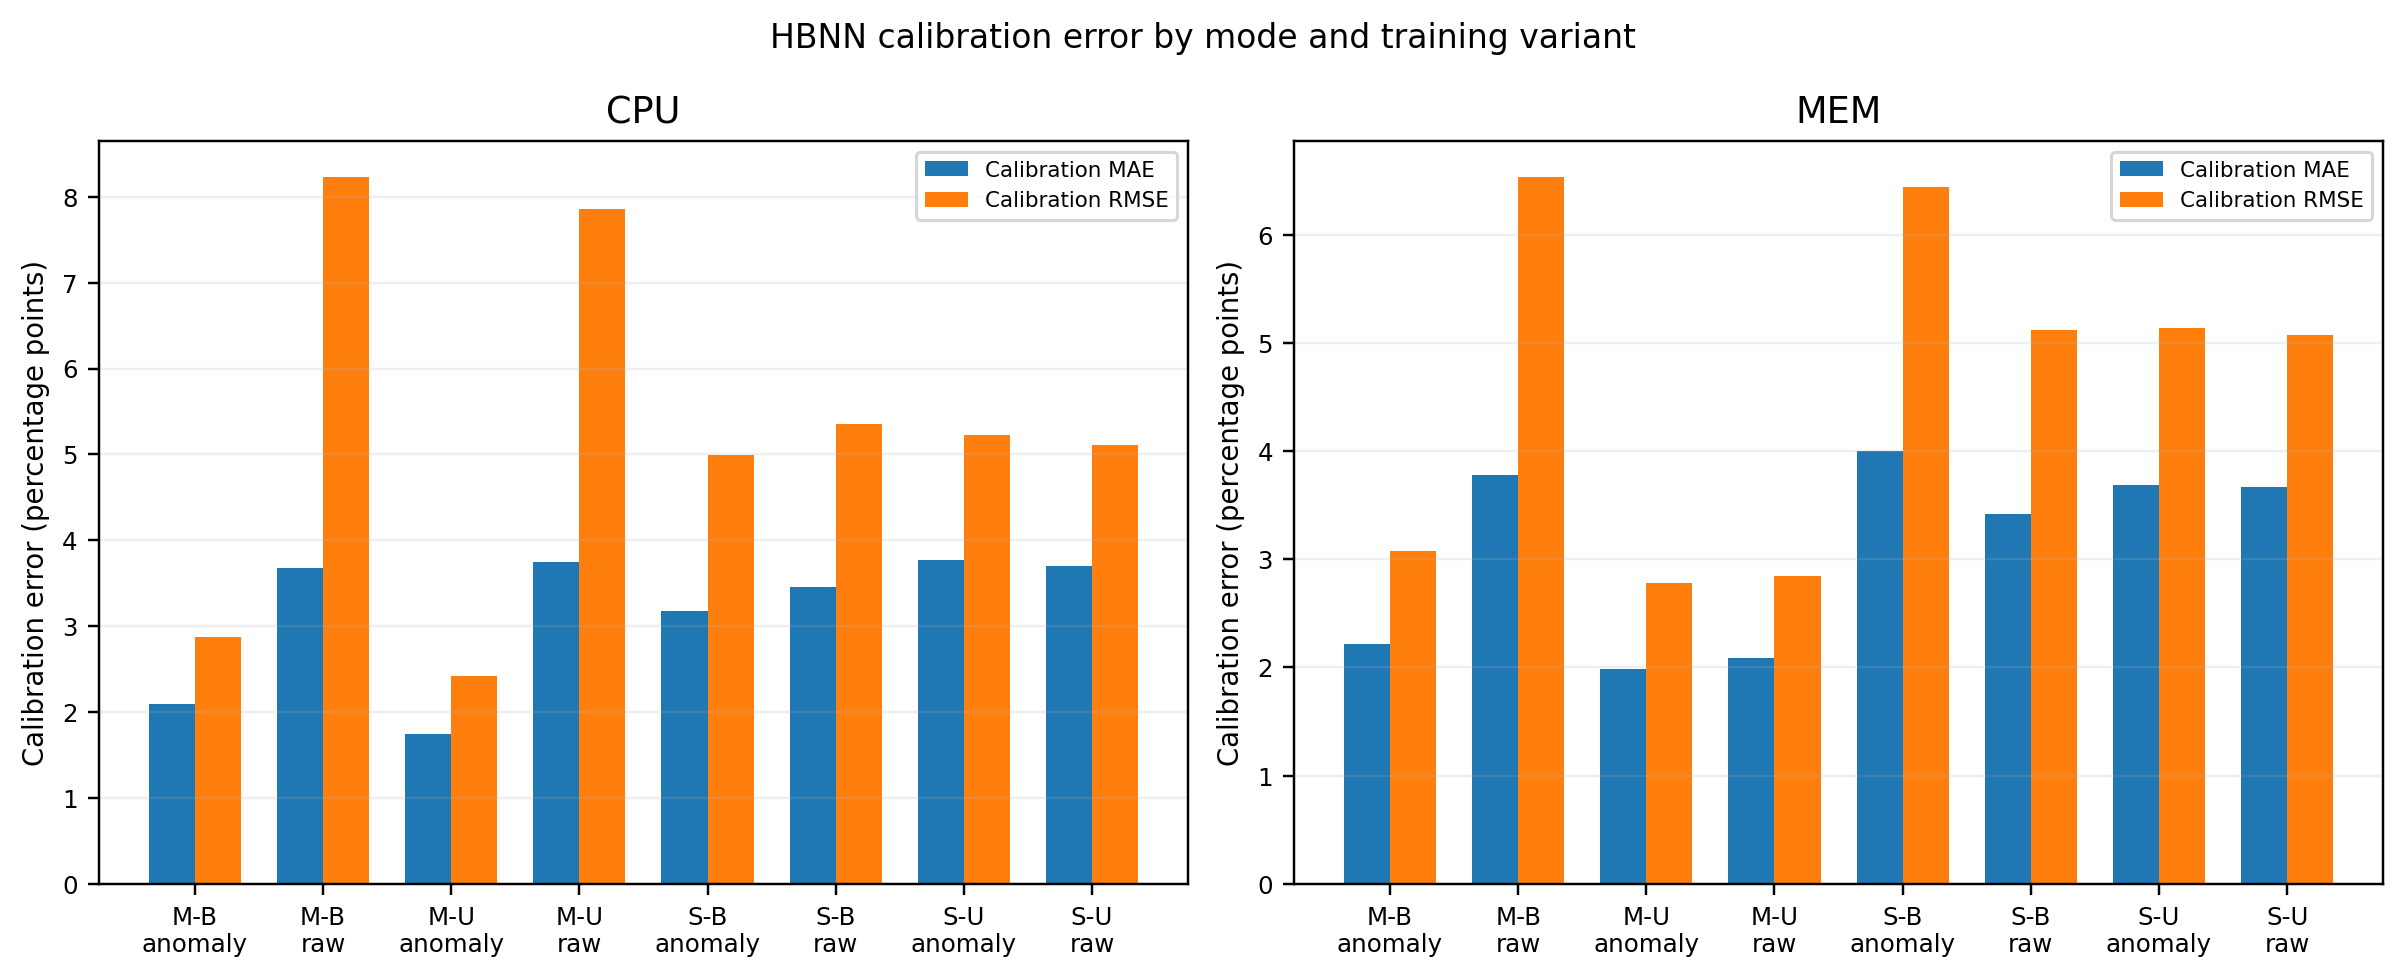 HBNN calibration error by mode and training variant
CPU
Calibration error (percentage points)
8
7
6
5
4
3
2
1
0
Calibration MAE
Calibration RMSE
M-B anomaly
M-B raw
M-U anomaly
M-U raw
S-B anomaly
S-B raw
S-U anomaly
S-U raw
MEM
Calibration error (percentage points)
6
5
4
3
2
1
0
Calibration MAE
Calibration RMSE
M-B anomaly
M-B raw
M-U anomaly
M-U raw
S-B anomaly
S-B raw
S-U anomaly
S-U raw